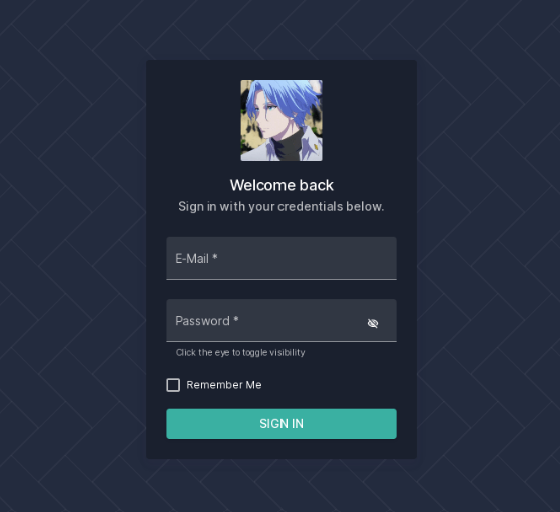 Welcome back
Sign in with your credentials below.
E-Mail *
Password *
Click the eye to toggle visibility
Remember Me
SIGN IN